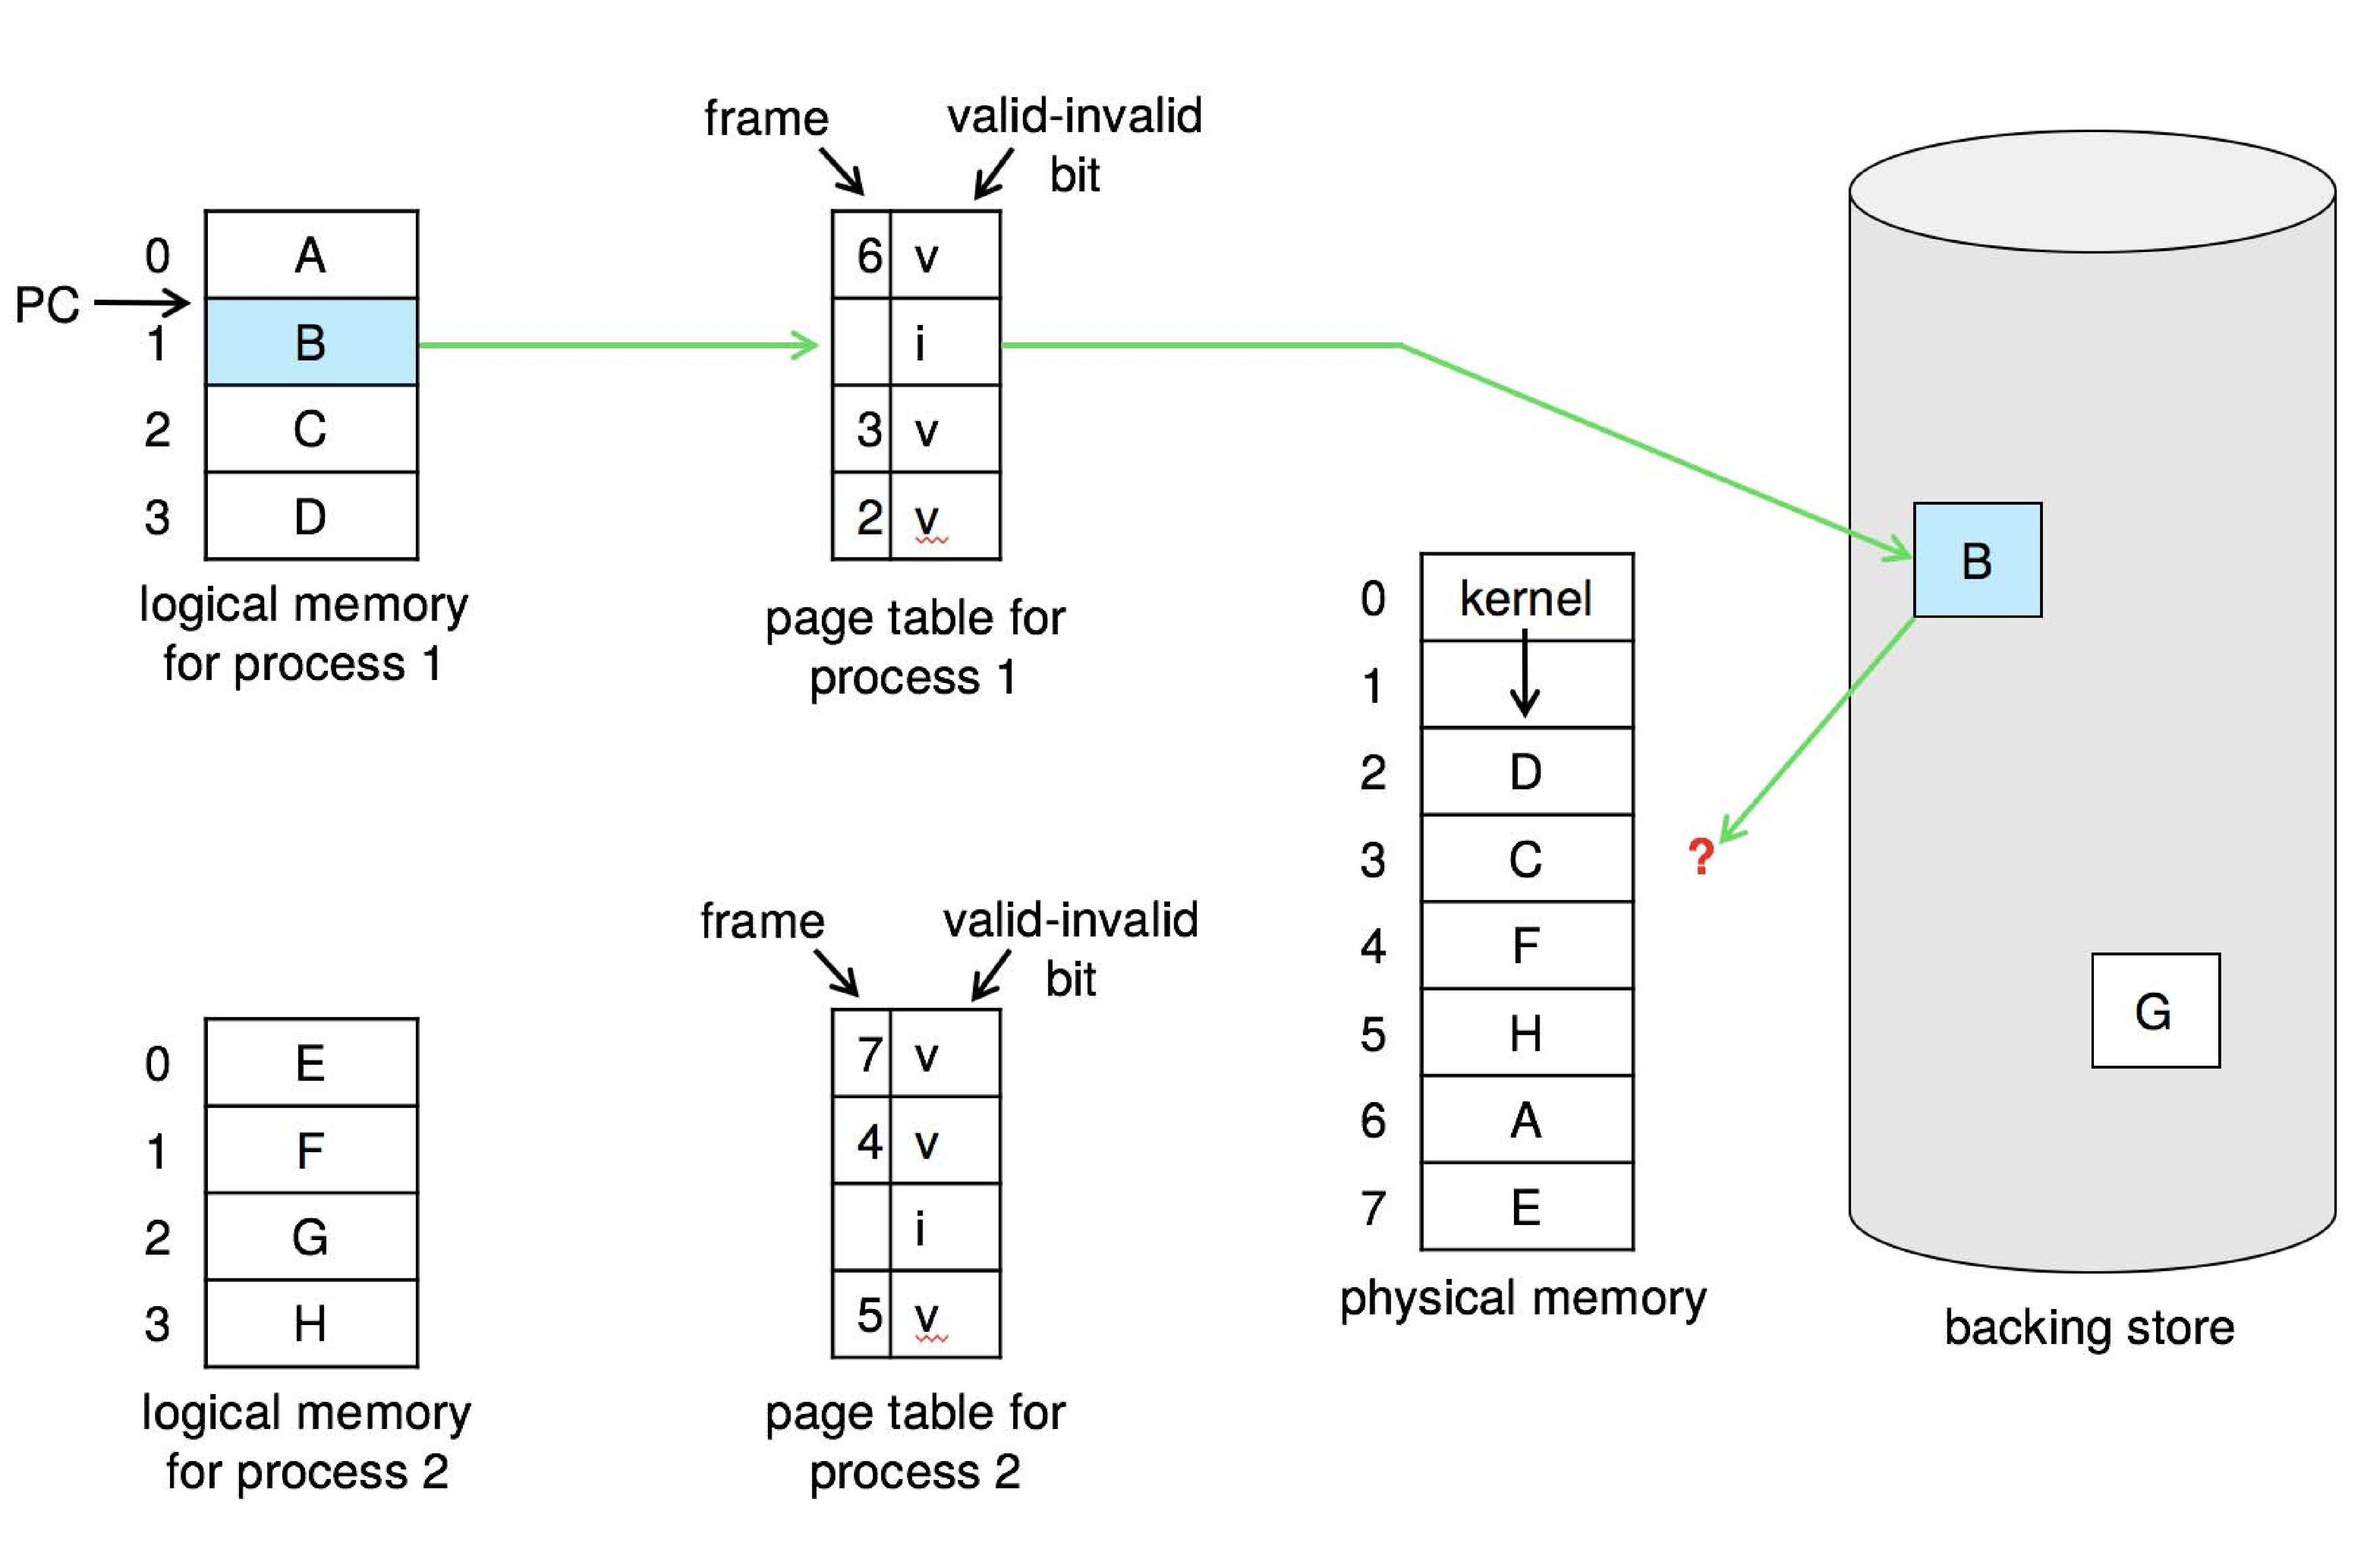 frame
valid-invalid
bit
0 A
PC
1 B
2 C
3 D
6 v
i
3 v
2 v
logical memory
for process 1
page table for
process 1
B
0 kernel
1
2 D
3 C
4 F
5 H
6 A
7 E
?
physical memory
G
backing store
frame
valid-invalid
bit
0 E
1 F
2 G
3 H
7 v
4 v
i
5 v
logical memory
for process 2
page table for
process 2